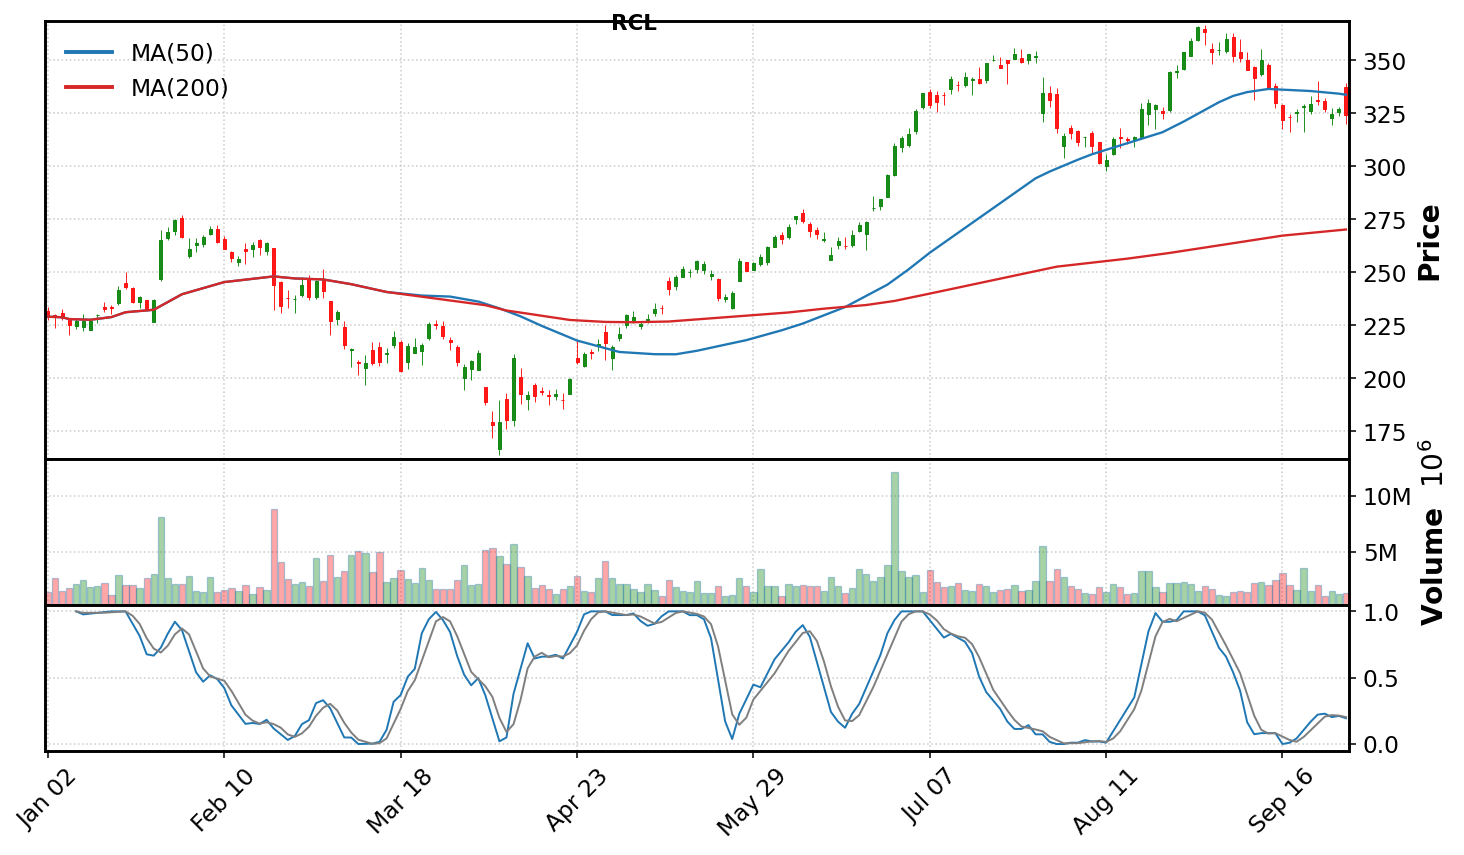 RCL
MA(50)
MA(200)
350
325
300
275
250
225
200
175
Price
10M
5M
Volume 10^6
1.0
0.5
0.0
Jan 02
Feb 10
Mar 18
Apr 23
May 29
Jul 07
Aug 11
Sep 16